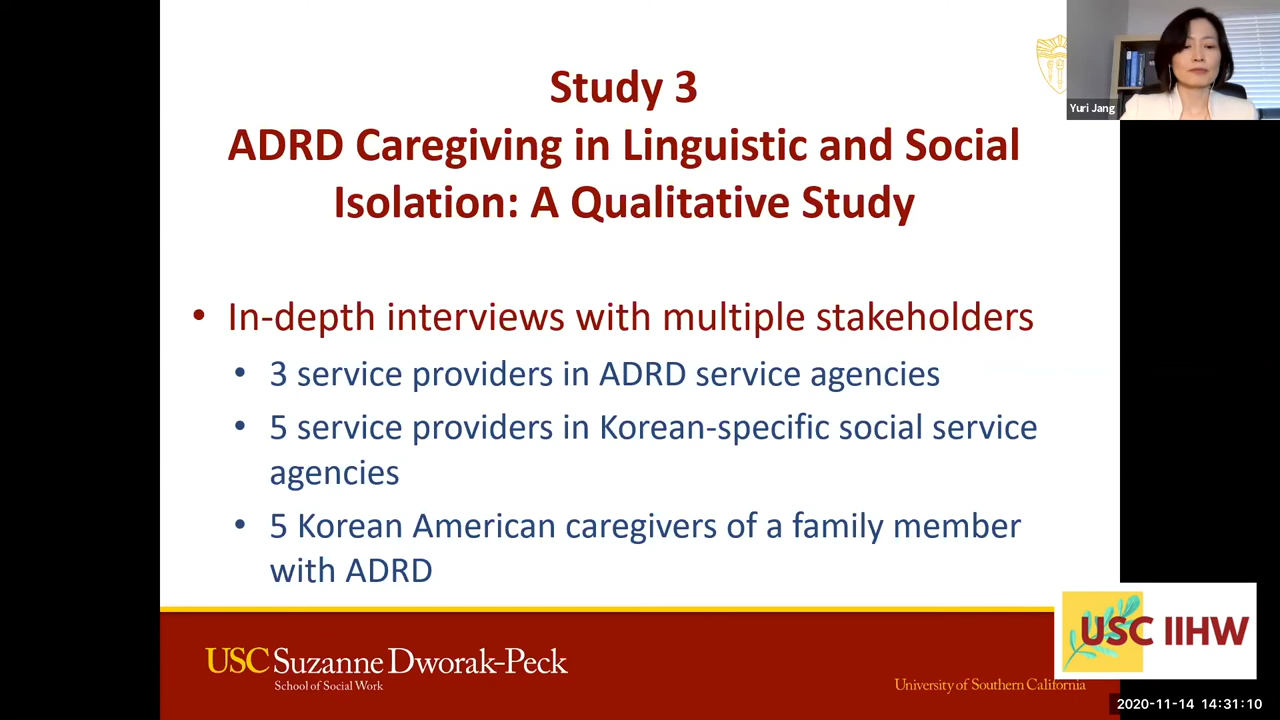 Study 3
ADRD Caregiving in Linguistic and Social
Isolation: A Qualitative Study
Yuri Jang
• In-depth interviews with multiple stakeholders
• 3 service providers in ADRD service agencies
• 5 service providers in Korean-specific social service
agencies
• 5 Korean American caregivers of a family member
with ADRD
USC Suzanne Dworak-Peck
School of Social Work
University of Southern California
USC IIHW
2020-11-14 14:31:10